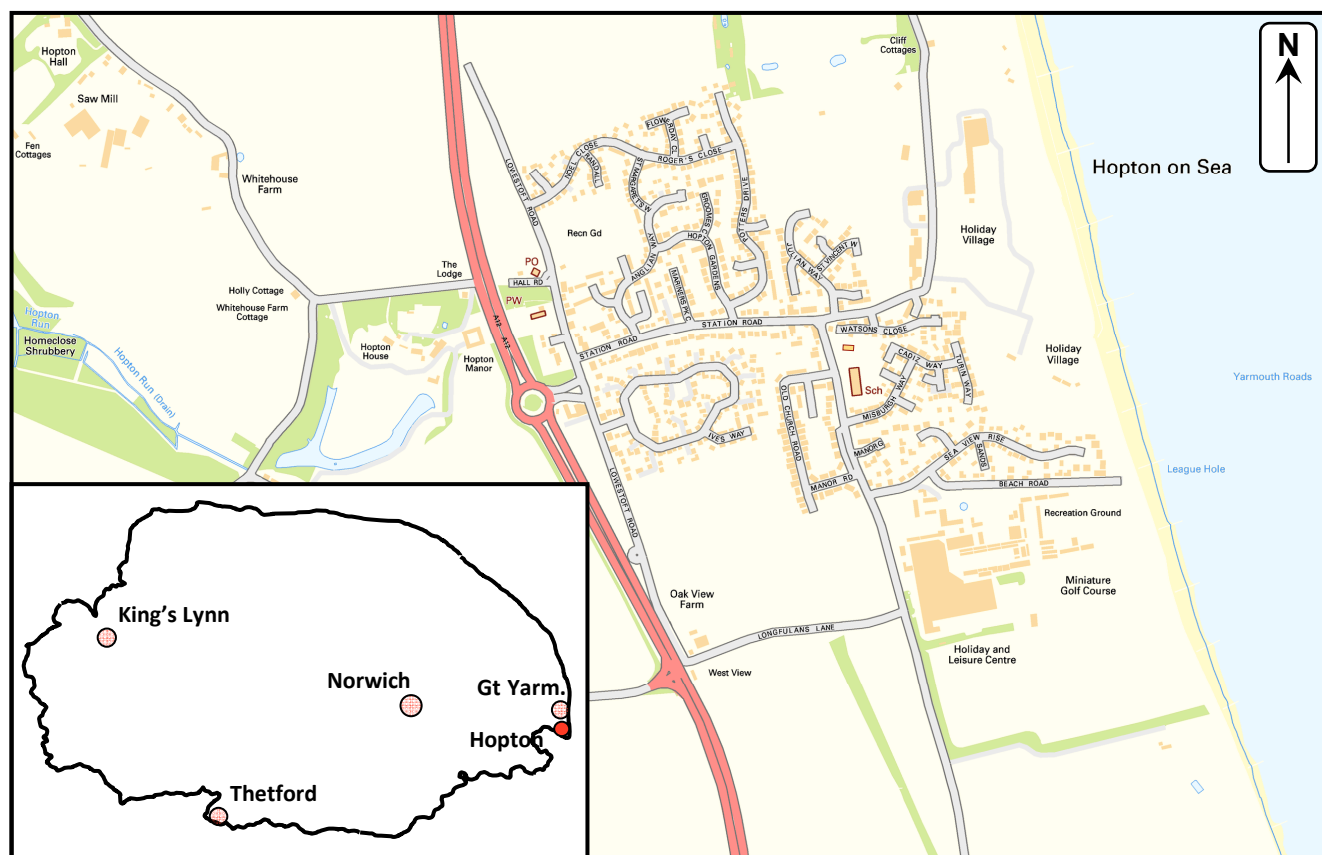 Hopton
Hall
Saw Mill
Fen
Cottages
Whitehouse
Farm
Cliff
Cottages
N
Hopton on Sea
FLOWERDAY CL
NOEL CLOSE
RANDALL
ROGER'S CLOSE
ST MARGARETS W
LOWESTOFT ROAD
POTTERS DRIVE
GROOMES C
Recn Gd
ANGLIAN WAY
HOPTON GARDENS
JULIAN WAY
ST VINCENT W
Holiday
Village
The
Lodge
PO
HALL RD
MARINERS PK C
PW
Holly Cottage
Whitehouse Farm
Cottage
Hopton
Run
Homeclose
Shrubbery
Hopton Run (Drain)
Hopton
House
Hopton
Manor
A12
A12
STATION ROAD
STATION ROAD
WATSONS CLOSE
CADIZ WAY
TURIN WAY
Holiday
Village
Yarmouth Roads
Sch
MISBURGH WAY
OLD CHURCH ROAD
IVES WAY
MANOR G
SEA VIEW RISE
SANDS
MANOR RD
BEACH ROAD
League Hole
LOWESTOFT ROAD
Recreation Ground
Miniature
Golf Course
Oak View
Farm
LONGFULANS LANE
West View
Holiday and
Leisure Centre
King's Lynn
Norwich
Gt Yarm.
Hopton
Thetford